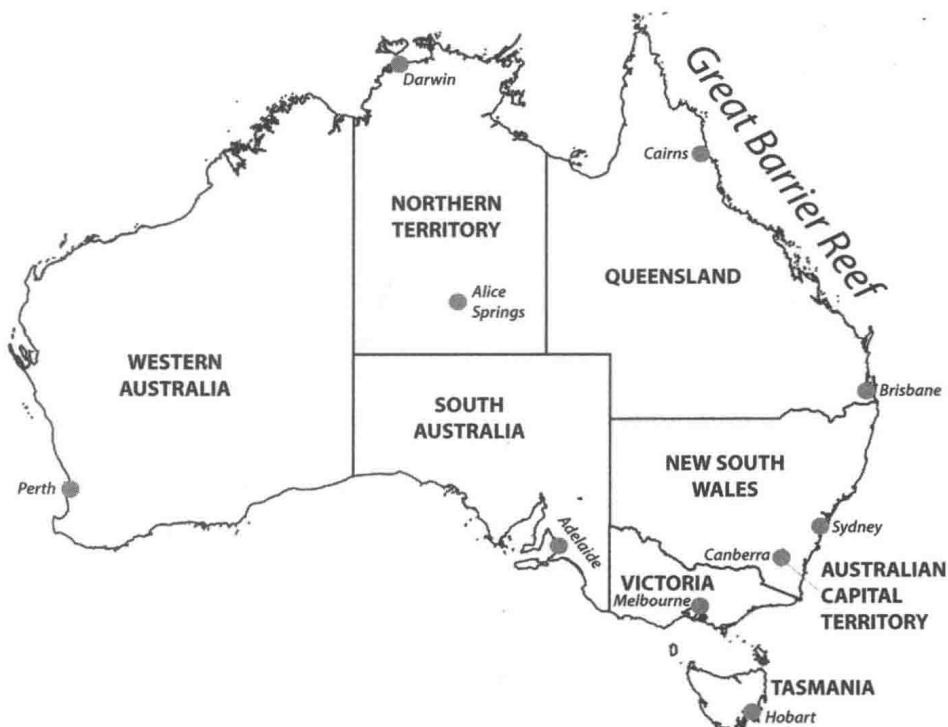 Darwin
Great Barrier Reef
Cairns
NORTHERN
TERRITORY
QUEENSLAND
Alice
Springs
WESTERN
AUSTRALIA
Brisbane
SOUTH
AUSTRALIA
NEW SOUTH
WALES
Perth
Sydney
Adelaide
Canberra
AUSTRALIAN
CAPITAL
TERRITORY
VICTORIA
Melbourne
TASMANIA
Hobart